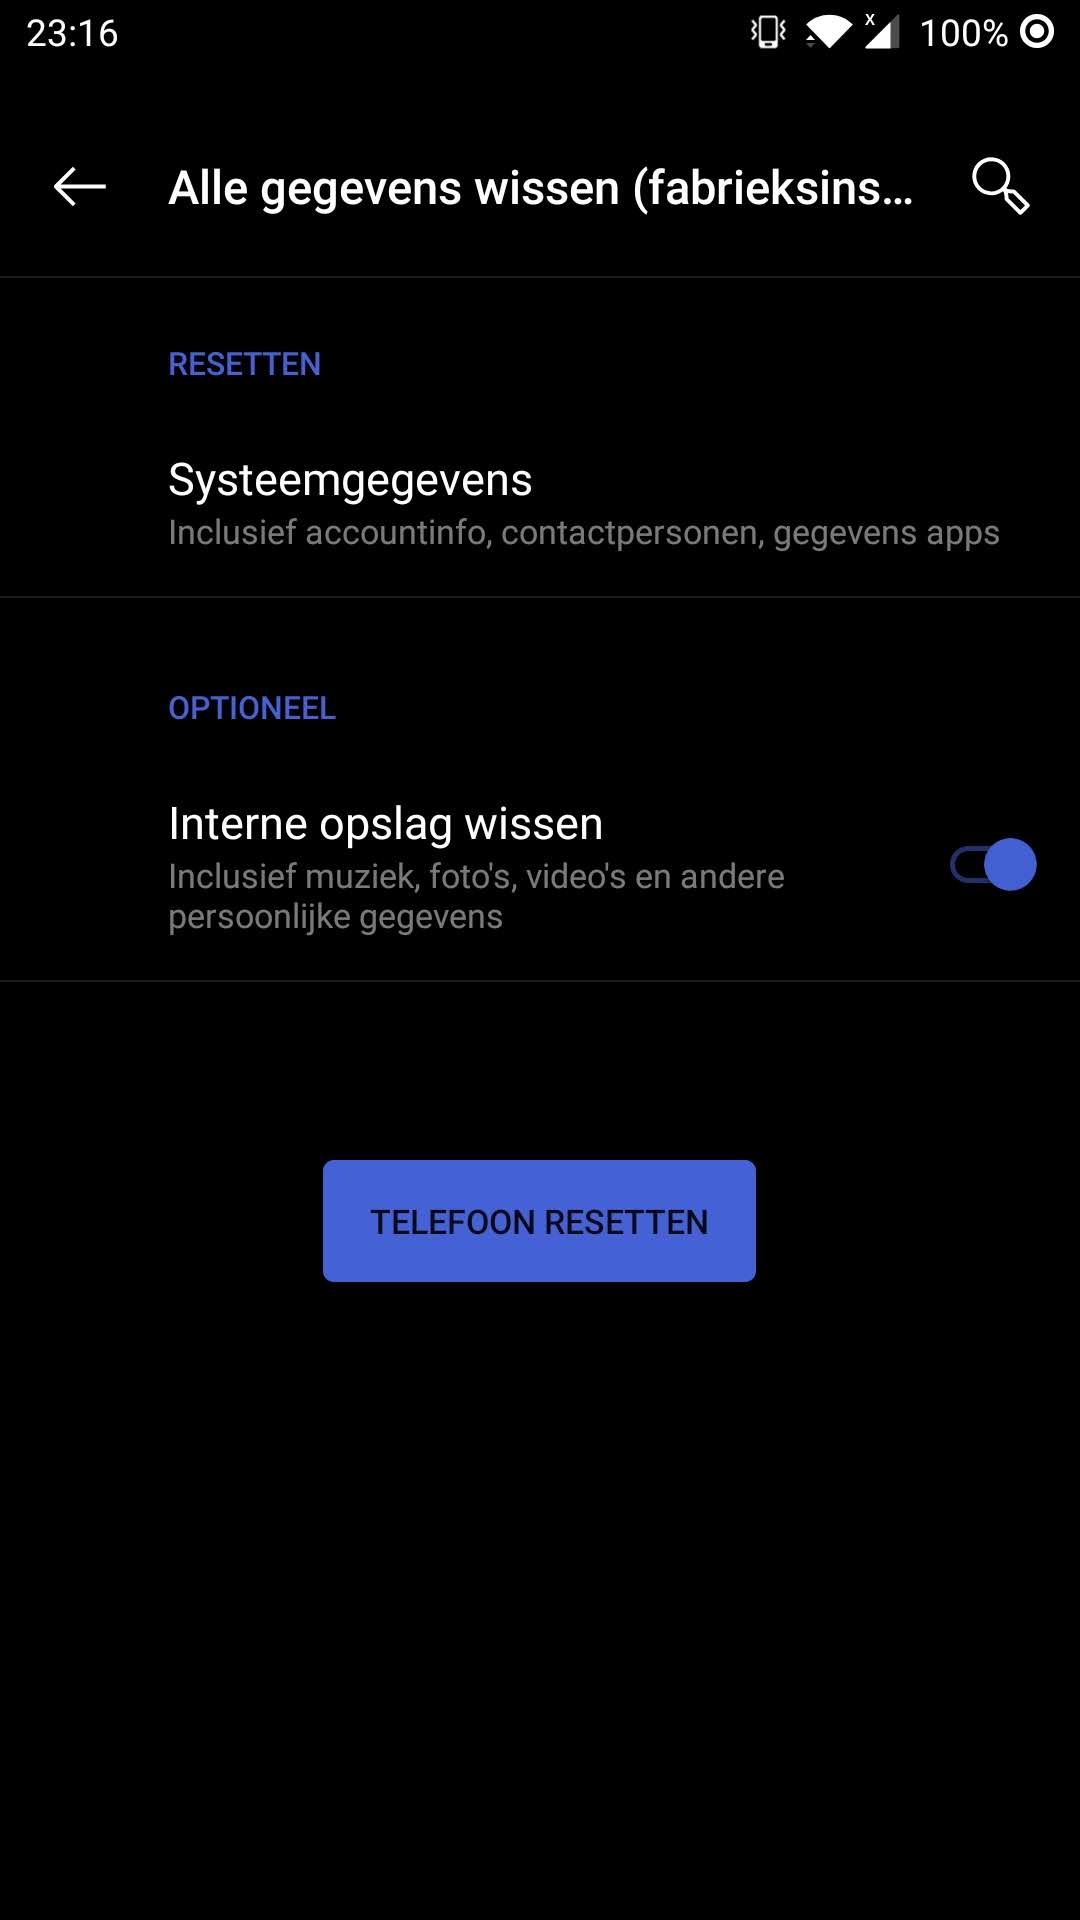 23:16
x
100%
Alle gegevens wissen (fabrieksins...
RESETTEN
Systeemgegevens
Inclusief accountinfo, contactpersonen, gegevens apps
OPTIONEEL
Interne opslag wissen
Inclusief muziek, foto's, video's en andere
persoonlijke gegevens
TELEFOON RESETTEN